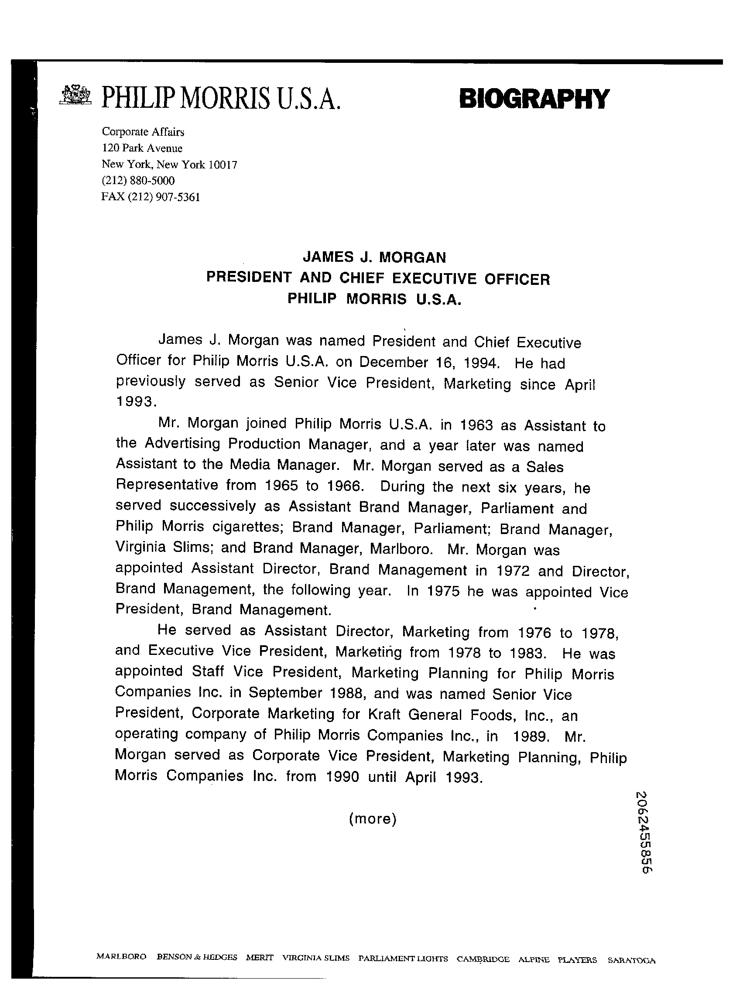 PHILIP MORRIS U.S.A. BIOGRAPHY
Corporate Affairs
120 Park Avenue
New York, New York 10017
(212) 880-5000
FAX (212) 907-5361
JAMES J. MORGAN
PRESIDENT AND CHIEF EXECUTIVE OFFICER
PHILIP MORRIS U.S.A.
James J. Morgan was named President and Chief Executive
Officer for Philip Morris U.S.A. on December 16, 1994. He had
previously served as Senior Vice President, Marketing since April
1993.
Mr. Morgan joined Philip Morris U.S.A. in 1963 as Assistant to
the Advertising Production Manager, and a year later was named
Assistant to the Media Manager. Mr. Morgan served as a Sales
Representative from 1965 to 1966. During the next six years, he
served successively as Assistant Brand Manager, Parliament and
Philip Morris cigarettes; Brand Manager, Parliament; Brand Manager,
Virginia Slims; and Brand Manager, Marlboro. Mr. Morgan was
appointed Assistant Director, Brand Management in 1972 and Director,
Brand Management, the following year. In 1975 he was appointed Vice
President, Brand Management.
He served as Assistant Director, Marketing from 1976 to 1978,
and Executive Vice President, Marketing from 1978 to 1983. He was
appointed Staff Vice President, Marketing Planning for Philip Morris
Companies Inc. in September 1988, and was named Senior Vice
President, Corporate Marketing for Kraft General Foods, Inc., an
operating company of Philip Morris Companies Inc., in 1989. Mr.
Morgan served as Corporate Vice President, Marketing Planning, Philip
Morris Companies Inc. from 1990 until April 1993.
(more)
2062455856
MARLBORO BENSON & HEDGES MERIT VIRGINIA SLIMS PARLIAMENT LIGHTS CAMBRIDGE ALPINE PLAYERS SARATOGA